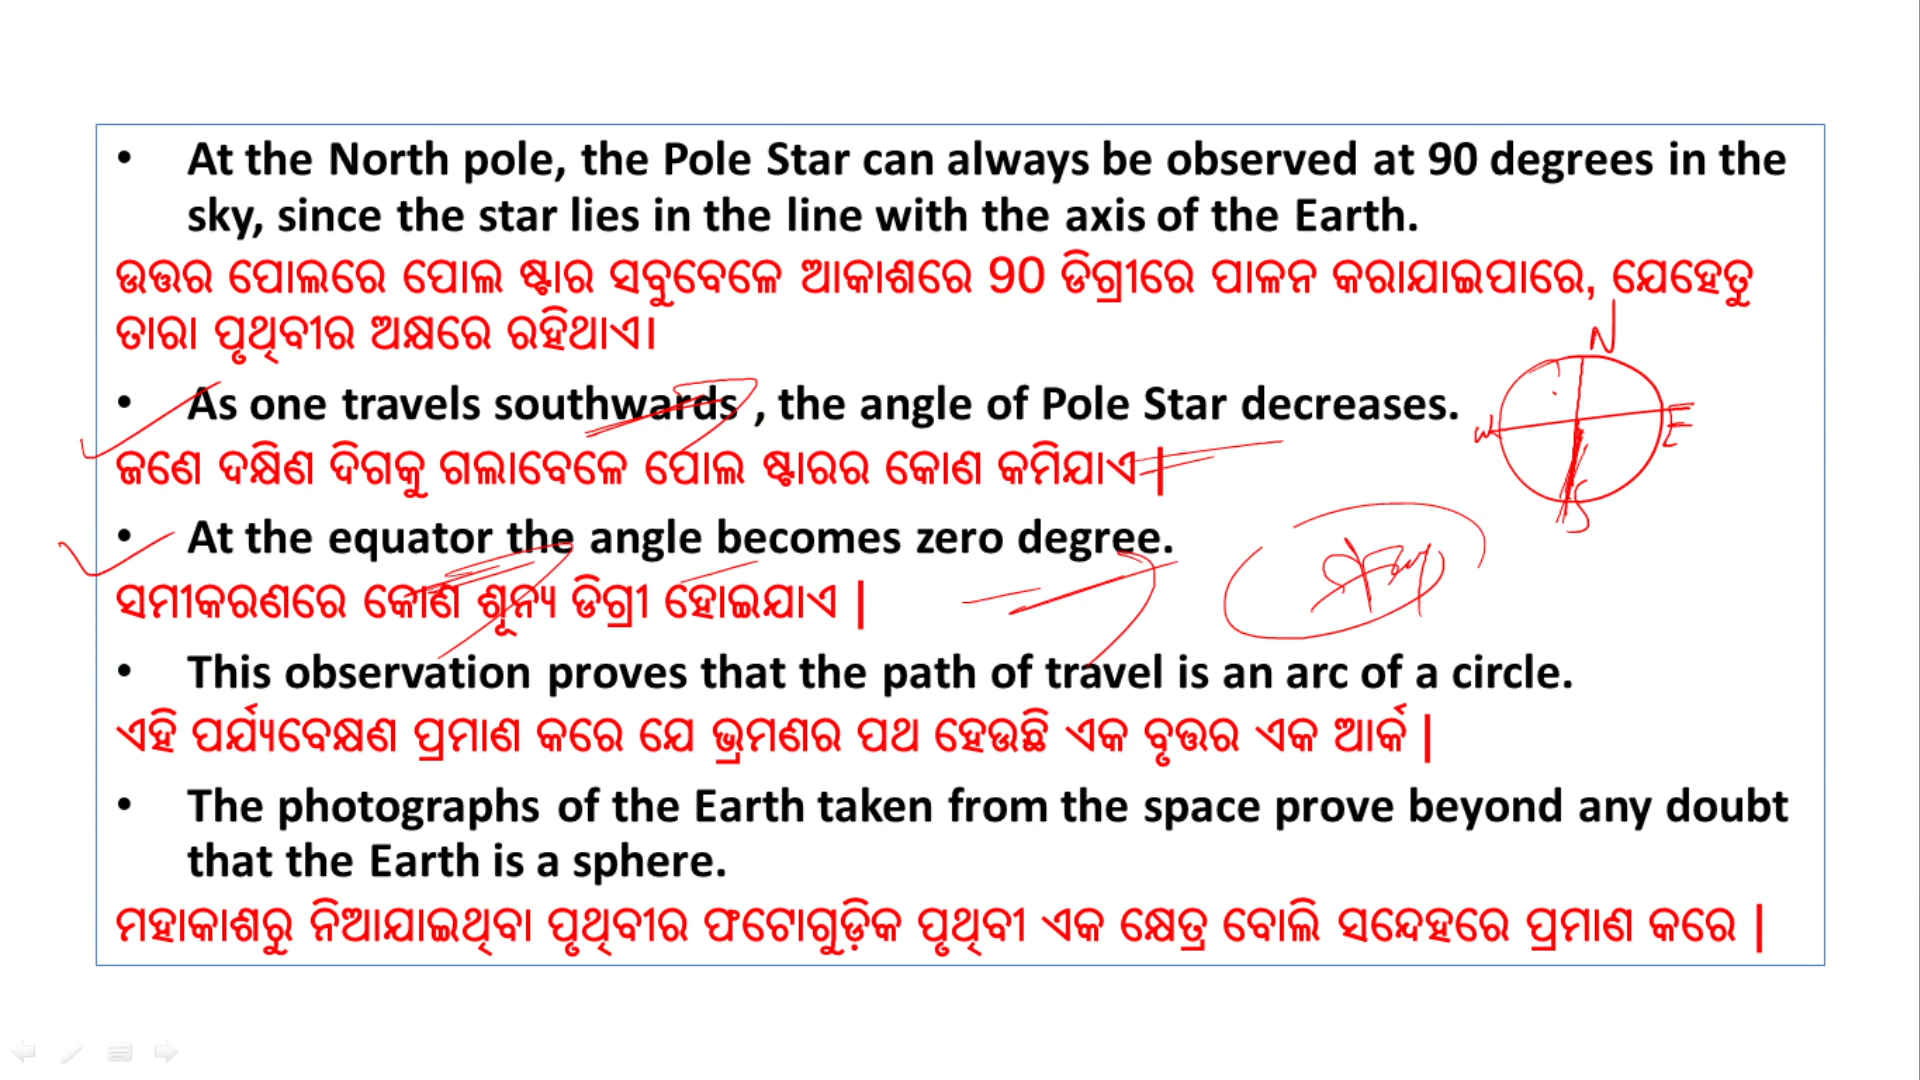 • At the North pole, the Pole Star can always be observed at 90 degrees in the
sky, since the star lies in the line with the axis of the Earth.
ଉତ୍ତର ପୋଲରେ ପୋଲ ଷ୍ଟାର ସବୁବେଳେ ଆକାଶରେ 90 ଡିଗ୍ରୀରେ ପାଳନ କରାଯାଇପାରେ, ଯେହେତୁ
ତାରା ପୃଥିବୀର ଅକ୍ଷରେ ରହିଥାଏ।
N
• As one travels southwards , the angle of Pole Star decreases.
W E
ଜଣେ ଦକ୍ଷିଣ ଦିଗକୁ ଗଲାବେଳେ ପୋଲ ଷ୍ଟାରର କୋଣ କମିଯାଏ |
S
• At the equator the angle becomes zero degree.
ସମୀକରଣରେ କୋଣ ଶୂନ୍ୟ ଡିଗ୍ରୀ ହୋଇଯାଏ |
• This observation proves that the path of travel is an arc of a circle.
ଏହି ପର୍ଯ୍ୟବେକ୍ଷଣ ପ୍ରମାଣ କରେ ଯେ ଭ୍ରମଣର ପଥ ହେଉଛି ଏକ ବୃତ୍ତର ଏକ ଆର୍କ |
• The photographs of the Earth taken from the space prove beyond any doubt
that the Earth is a sphere.
ମହାକାଶରୁ ନିଆଯାଇଥିବା ପୃଥିବୀର ଫଟୋଗୁଡ଼ିକ ପୃଥିବୀ ଏକ କ୍ଷେତ୍ର ବୋଲି ସନ୍ଦେହରେ ପ୍ରମାଣ କରେ |